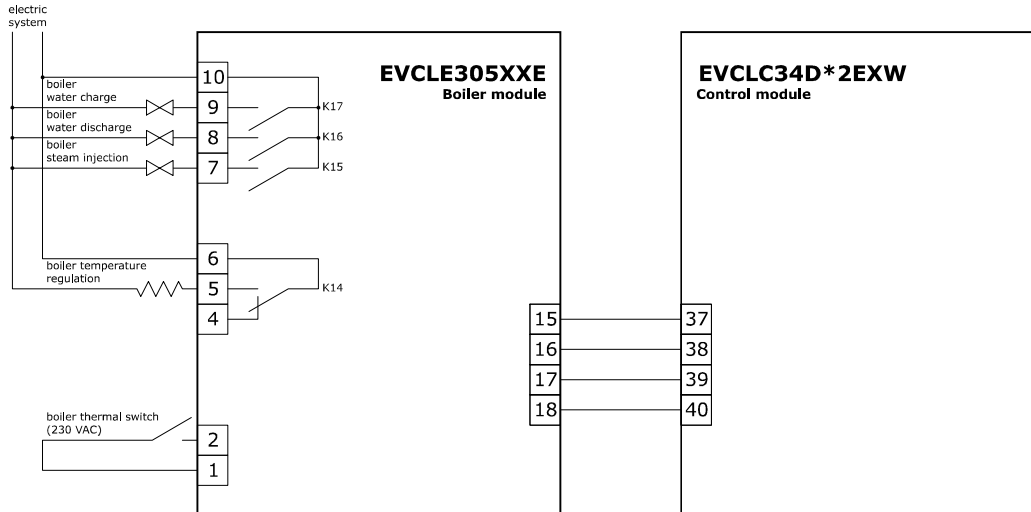 electric
system
EVCLE305XXE
Boiler module
EVCLC34D*2EXW
Control module
10
boiler
water charge
9
K17
boiler
water discharge
8
K16
boiler
steam injection
7
K15
6
boiler temperature
regulation
5
K14
4
15
37
16
38
17
39
18
40
boiler thermal switch
(230 VAC)
2
1